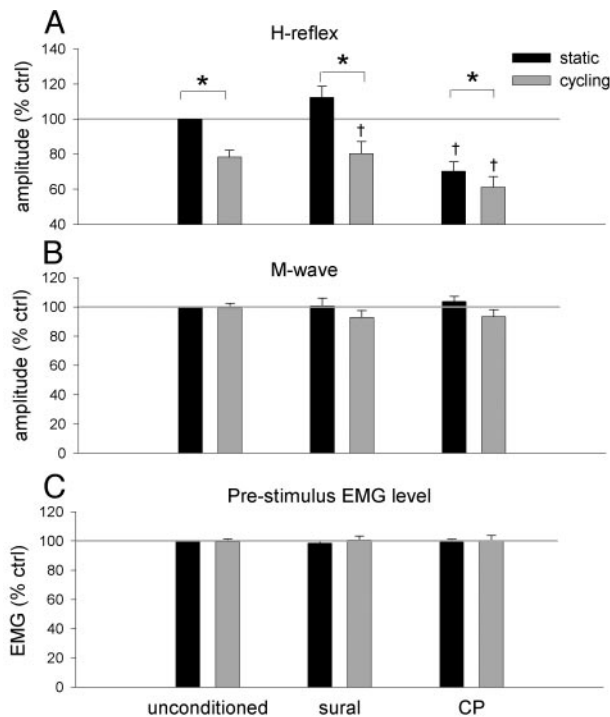 A
H-reflex
static
cycling
amplitude (% ctrl)
140
120
100
80
60
40
*
*
*
†
†
†
B
M-wave
amplitude (% ctrl)
120
100
80
60
40
20
0
C
Pre-stimulus EMG level
EMG (% ctrl)
120
100
80
60
40
20
0
unconditioned sural CP